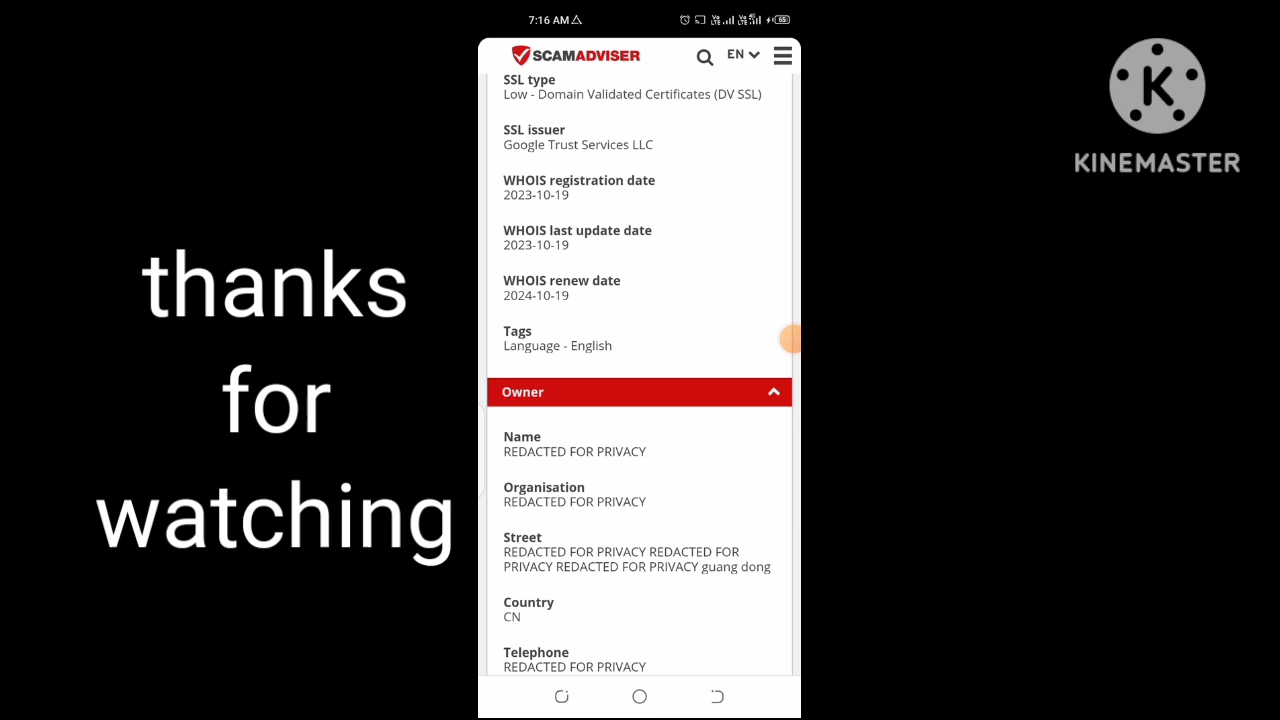 7:16 AM
65
SCAMADVISER
EN
SSL type
Low - Domain Validated Certificates (DV SSL)
SSL issuer
Google Trust Services LLC
WHOIS registration date
2023-10-19
WHOIS last update date
2023-10-19
WHOIS renew date
2024-10-19
Tags
Language - English
Owner
Name
REDACTED FOR PRIVACY
Organisation
REDACTED FOR PRIVACY
Street
REDACTED FOR PRIVACY REDACTED FOR
PRIVACY REDACTED FOR PRIVACY guang dong
Country
CN
Telephone
REDACTED FOR PRIVACY
thanks
for
watching
K
KINEMASTER